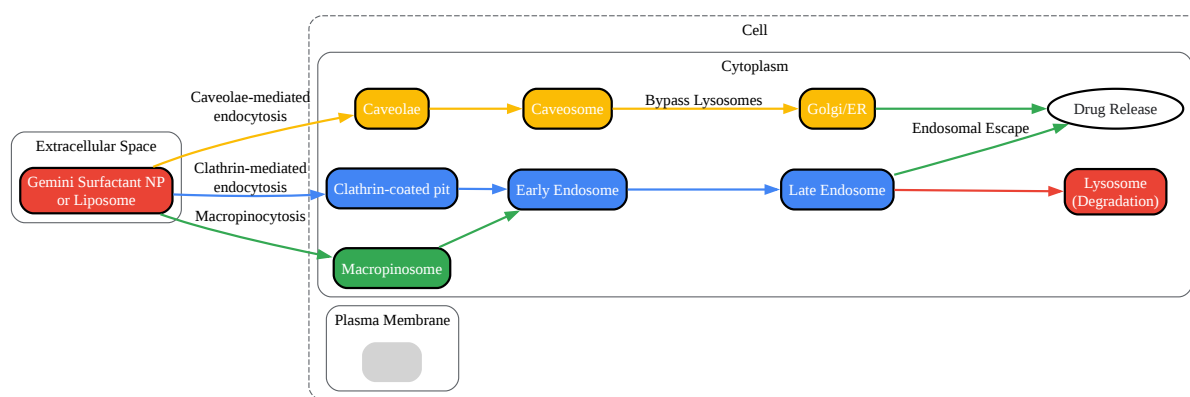 Cell
Cytoplasm
Caveolae-mediated
endocytosis
Caveolae
Caveosome
Bypass Lysosomes
Golgi/ER
Drug Release
Endosomal Escape
Extracellular Space
Gemini Surfactant NP
or Liposome
Clathrin-mediated
endocytosis
Clathrin-coated pit
Early Endosome
Late Endosome
Lysosome
(Degradation)
Macropinocytosis
Macropinosome
Plasma Membrane